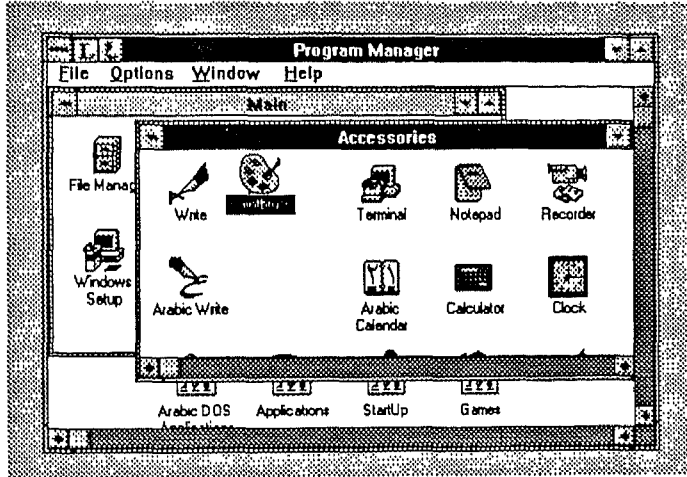 Program Manager
File Options Window Help
Main
Accessories
File Manag
Write
Terminal
Notepad
Recorder
Windows
Setup
Arabic Write
Arabic
Calendar
Calculator
Clock
Arabic DOS
Applications
Applications
StartUp
Games